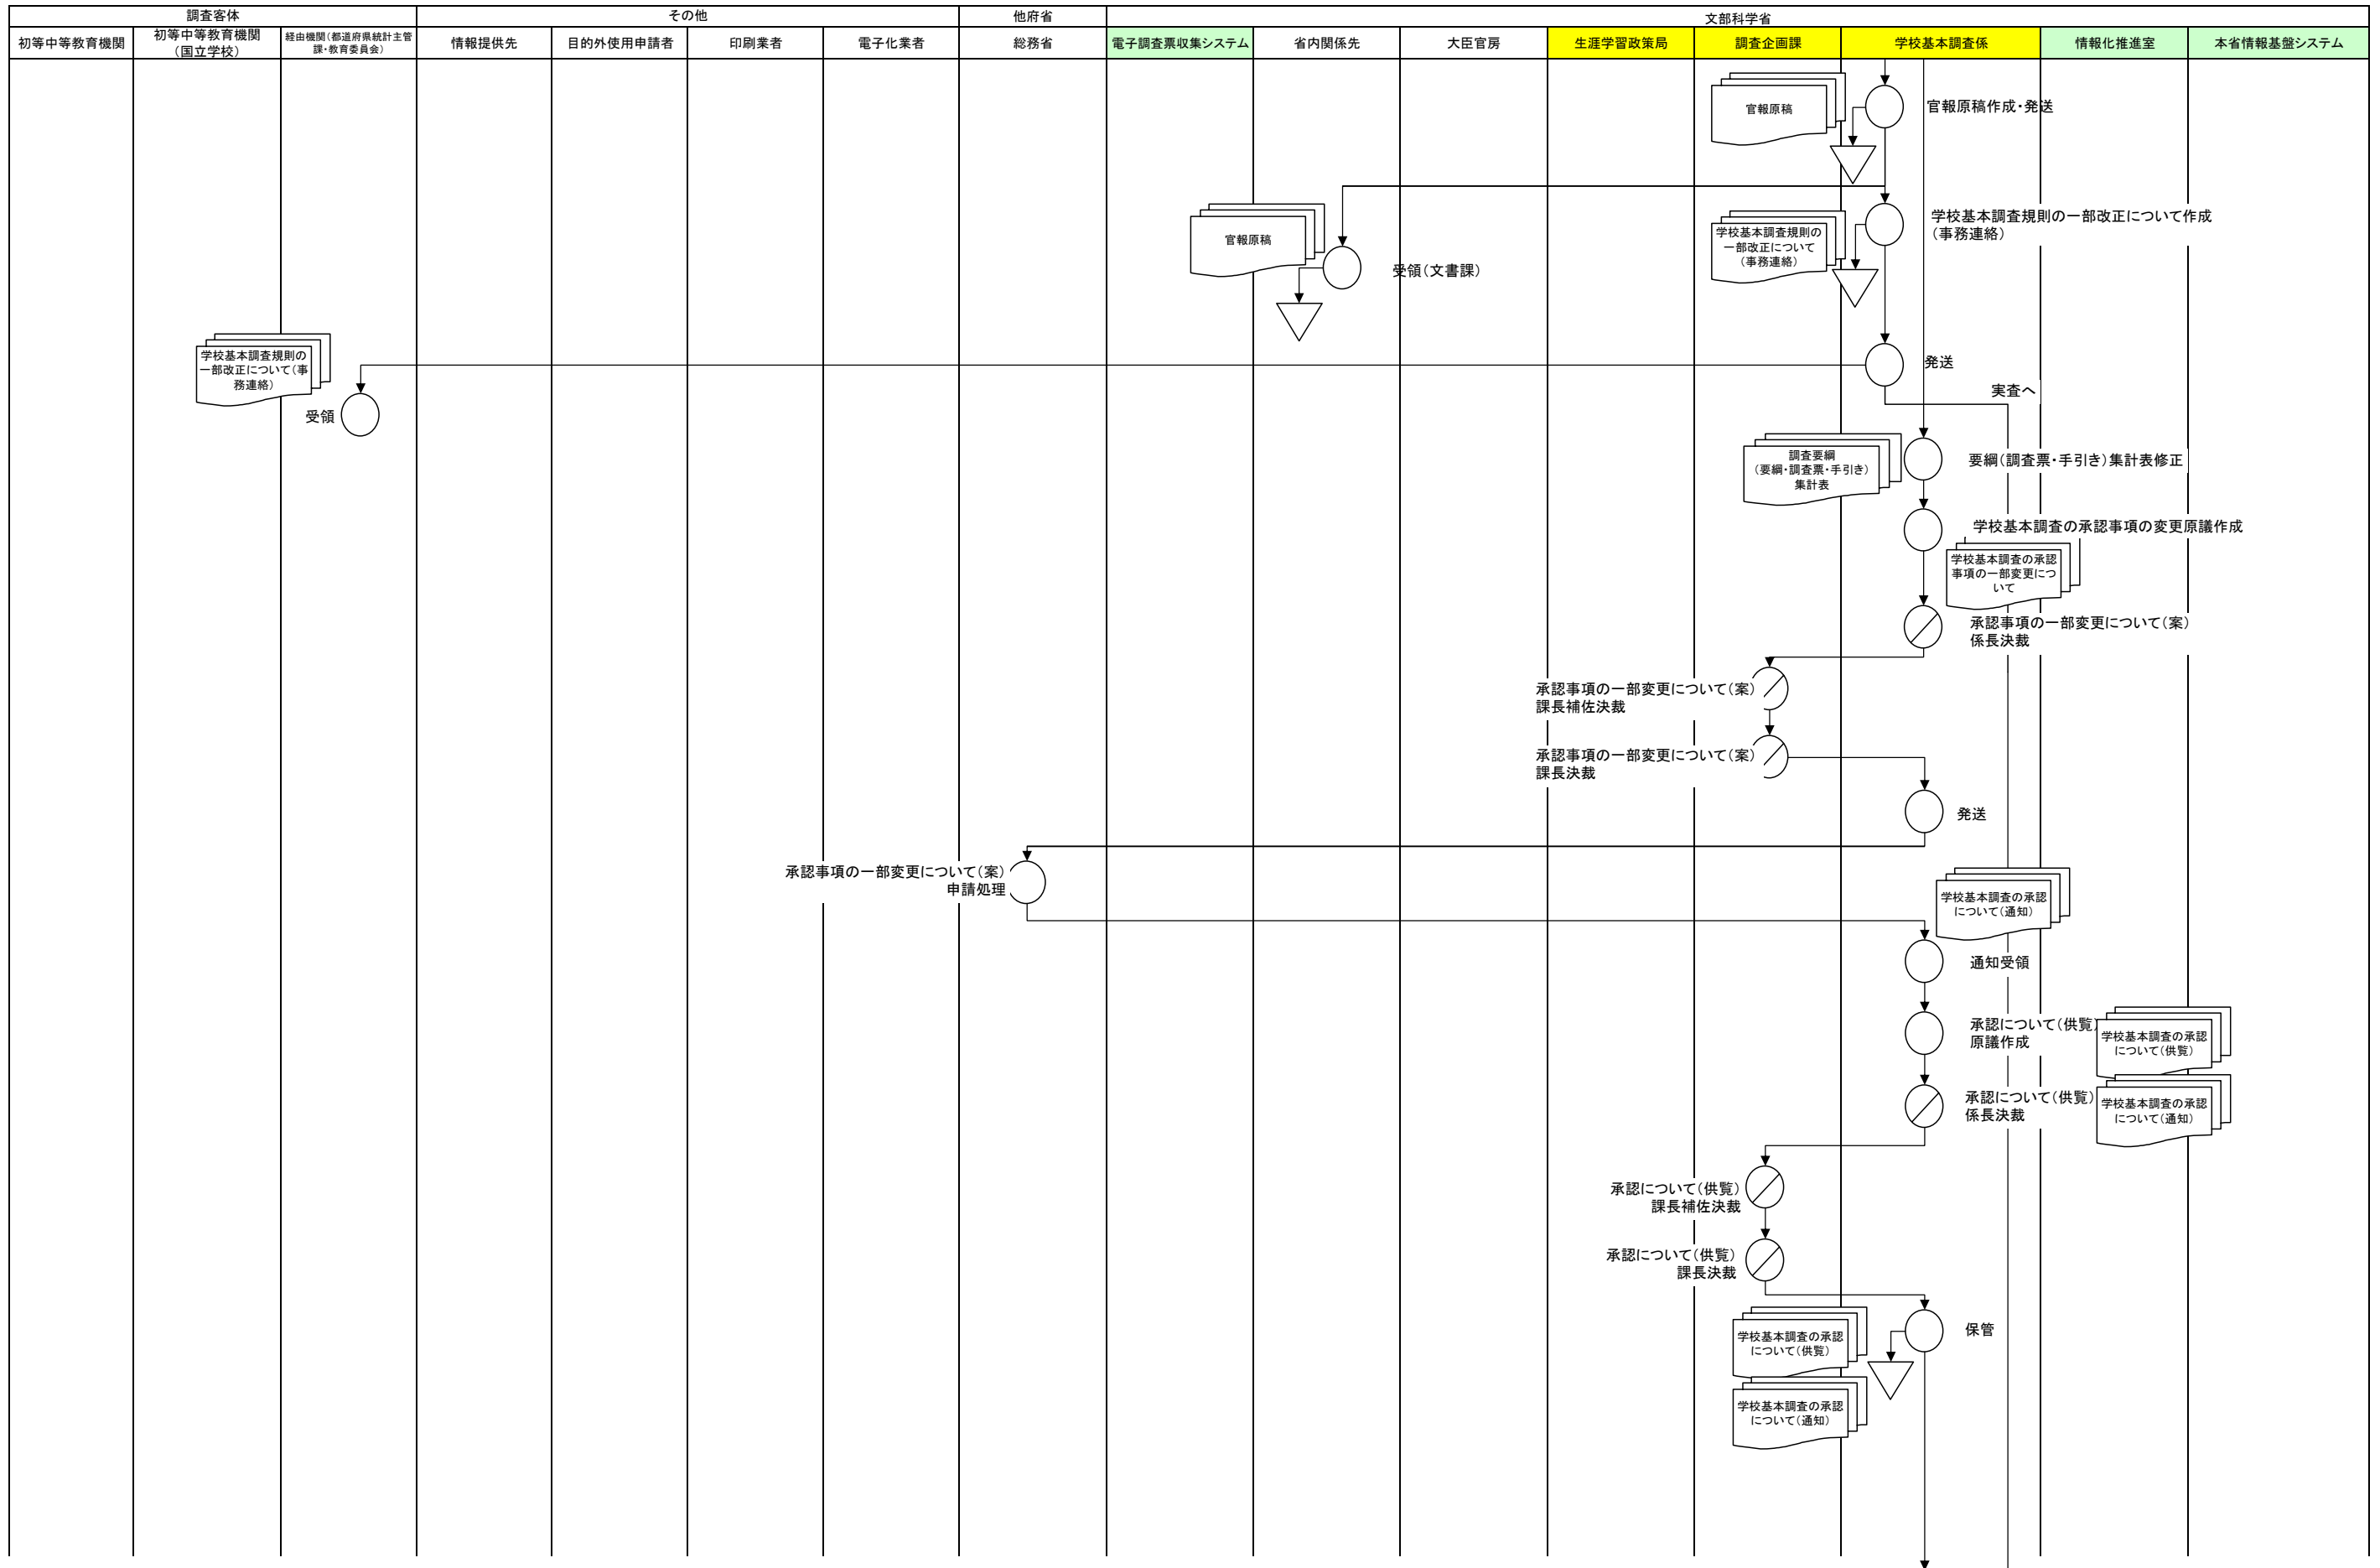 調査客体
その他
他府省
文部科学省
初等中等教育機関
初等中等教育機関
（国立学校）
経由機関（都道府県統計主管
課・教育委員会）
情報提供先
目的外使用申請者
印刷業者
電子化業者
総務省
電子調査票収集システム
省内関係先
大臣官房
生涯学習政策局
調査企画課
学校基本調査係
情報化推進室
本省情報基盤システム
官報原稿
官報原稿作成・発送
官報原稿
受領（文書課）
学校基本調査規則の
一部改正について
（事務連絡）
学校基本調査規則の一部改正について作成
（事務連絡）
学校基本調査規則の
一部改正について（事
務連絡）
受領
発送
実査へ
調査要綱
（要綱・調査票・手引き）
集計表
要綱（調査票・手引き）集計表修正
学校基本調査の承認事項の変更原議作成
学校基本調査の承認
事項の一部変更につ
いて
承認事項の一部変更について（案）
係長決裁
承認事項の一部変更について（案）
課長補佐決裁
承認事項の一部変更について（案）
課長決裁
発送
承認事項の一部変更について（案）
申請処理
学校基本調査の承認
について（通知）
通知受領
承認について（供覧）
原議作成
学校基本調査の承認
について（供覧）
承認について（供覧）
係長決裁
学校基本調査の承認
について（通知）
承認について（供覧）
課長補佐決裁
承認について（供覧）
課長決裁
保管
学校基本調査の承認
について（供覧）
学校基本調査の承認
について（通知）